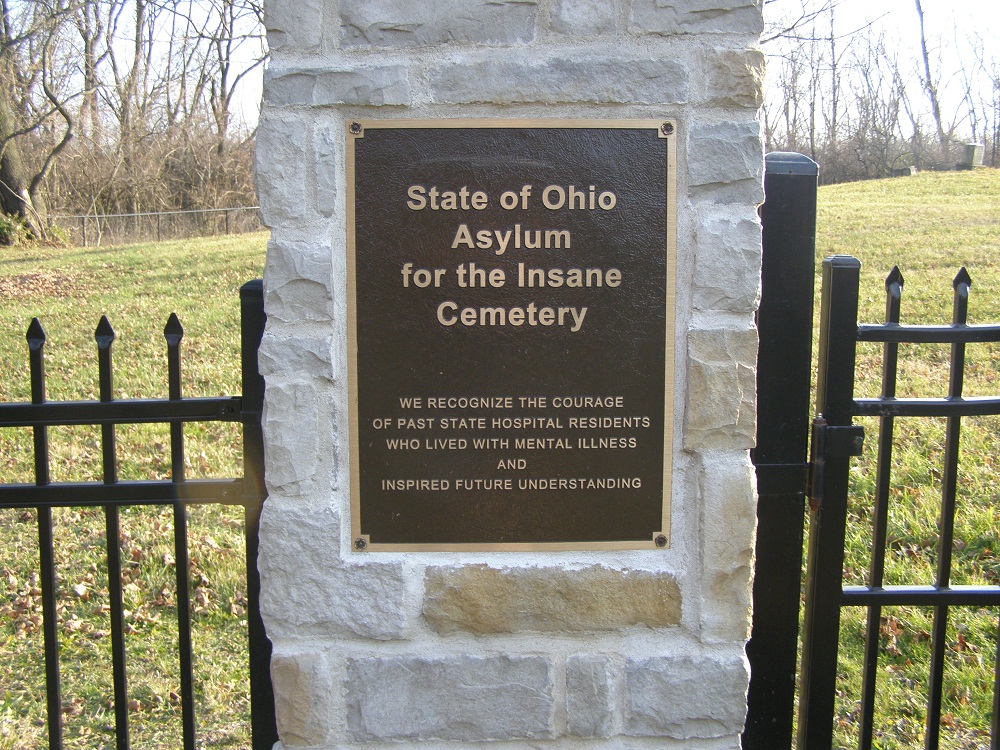 State of Ohio
Asylum
for the Insane
Cemetery
WE RECOGNIZE THE COURAGE
OF PAST STATE HOSPITAL RESIDENTS
WHO LIVED WITH MENTAL ILLNESS
AND
INSPIRED FUTURE UNDERSTANDING